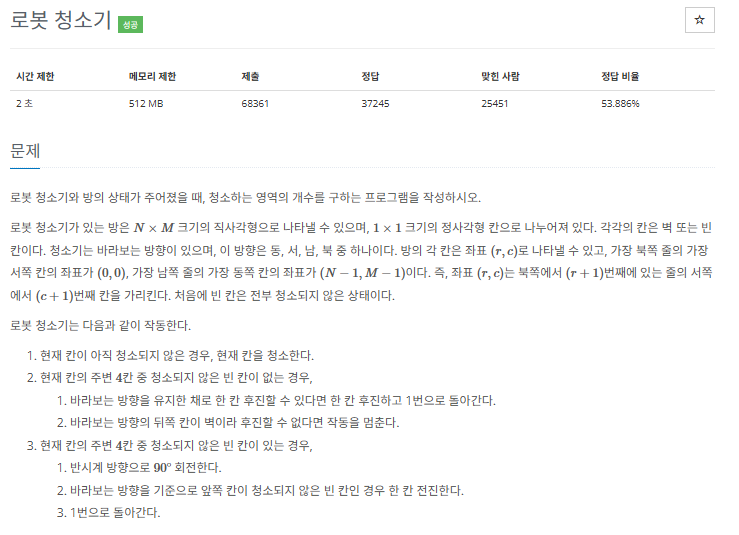 로봇 청소기 성공
☆
시간 제한 메모리 제한 제출 정답 맞힌 사람 정답 비율
2 초 512 MB 68361 37245 25451 53.886%
문제
로봇 청소기와 방의 상태가 주어졌을 때, 청소하는 영역의 개수를 구하는 프로그램을 작성하시오.
로봇 청소기가 있는 방은 N × M 크기의 직사각형으로 나타낼 수 있으며, 1 × 1 크기의 정사각형 칸으로 나누어져 있다. 각각의 칸은 벽 또는 빈
칸이다. 청소기는 바라보는 방향이 있으며, 이 방향은 동, 서, 남, 북 중 하나이다. 방의 각 칸은 좌표 (r, c)로 나타낼 수 있고, 가장 북쪽 줄의 가장
서쪽 칸의 좌표가 (0, 0), 가장 남쪽 줄의 가장 동쪽 칸의 좌표가 (N − 1, M − 1)이다. 즉, 좌표 (r, c)는 북쪽에서 (r + 1)번째에 있는 줄의 서쪽
에서 (c + 1)번째 칸을 가리킨다. 처음에 빈 칸은 전부 청소되지 않은 상태이다.
로봇 청소기는 다음과 같이 작동한다.
1. 현재 칸이 아직 청소되지 않은 경우, 현재 칸을 청소한다.
2. 현재 칸의 주변 4칸 중 청소되지 않은 빈 칸이 없는 경우,
1. 바라보는 방향을 유지한 채로 한 칸 후진할 수 있다면 한 칸 후진하고 1번으로 돌아간다.
2. 바라보는 방향의 뒤쪽 칸이 벽이라 후진할 수 없다면 작동을 멈춘다.
3. 현재 칸의 주변 4칸 중 청소되지 않은 빈 칸이 있는 경우,
1. 반시계 방향으로 90° 회전한다.
2. 바라보는 방향을 기준으로 앞쪽 칸이 청소되지 않은 빈 칸인 경우 한 칸 전진한다.
3. 1번으로 돌아간다.